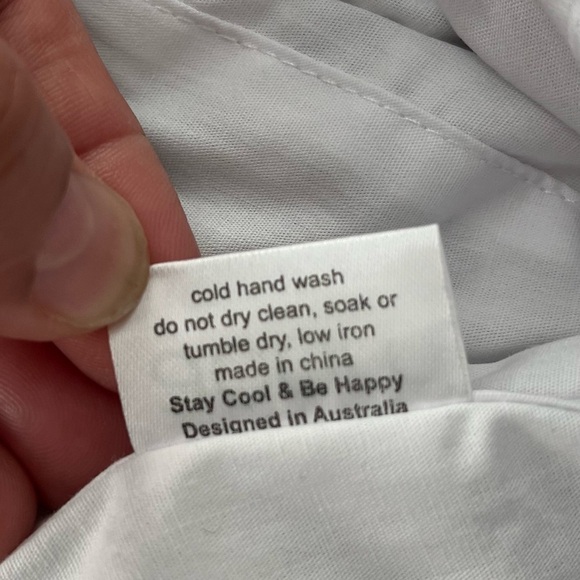 cold hand wash
do not dry clean, soak or
tumble dry, low iron
made in china
Stay Cool & Be Happy
Designed in Australia